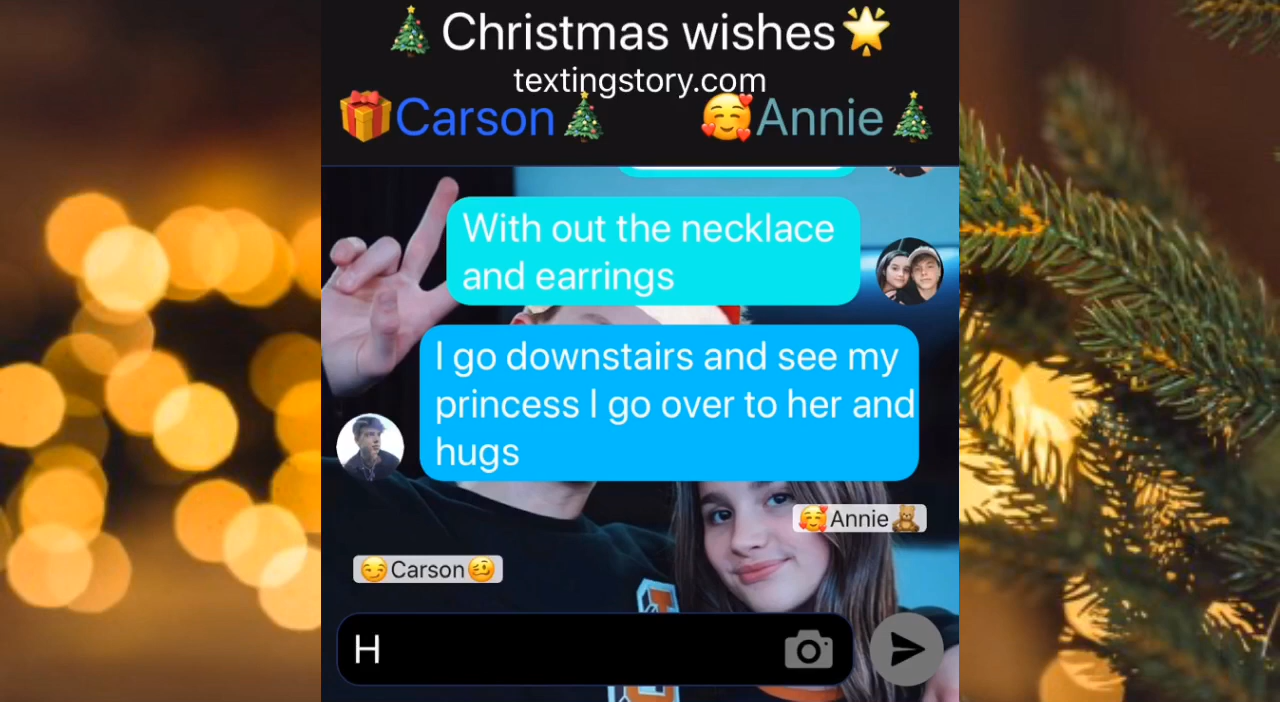 🎄Christmas wishes🌟
textingstory.com
🎁Carson🎄 🥰Annie🎄
With out the necklace
and earrings
I go downstairs and see my
princess I go over to her and
hugs
🥰Annie🧸
😏Carson🥴
H